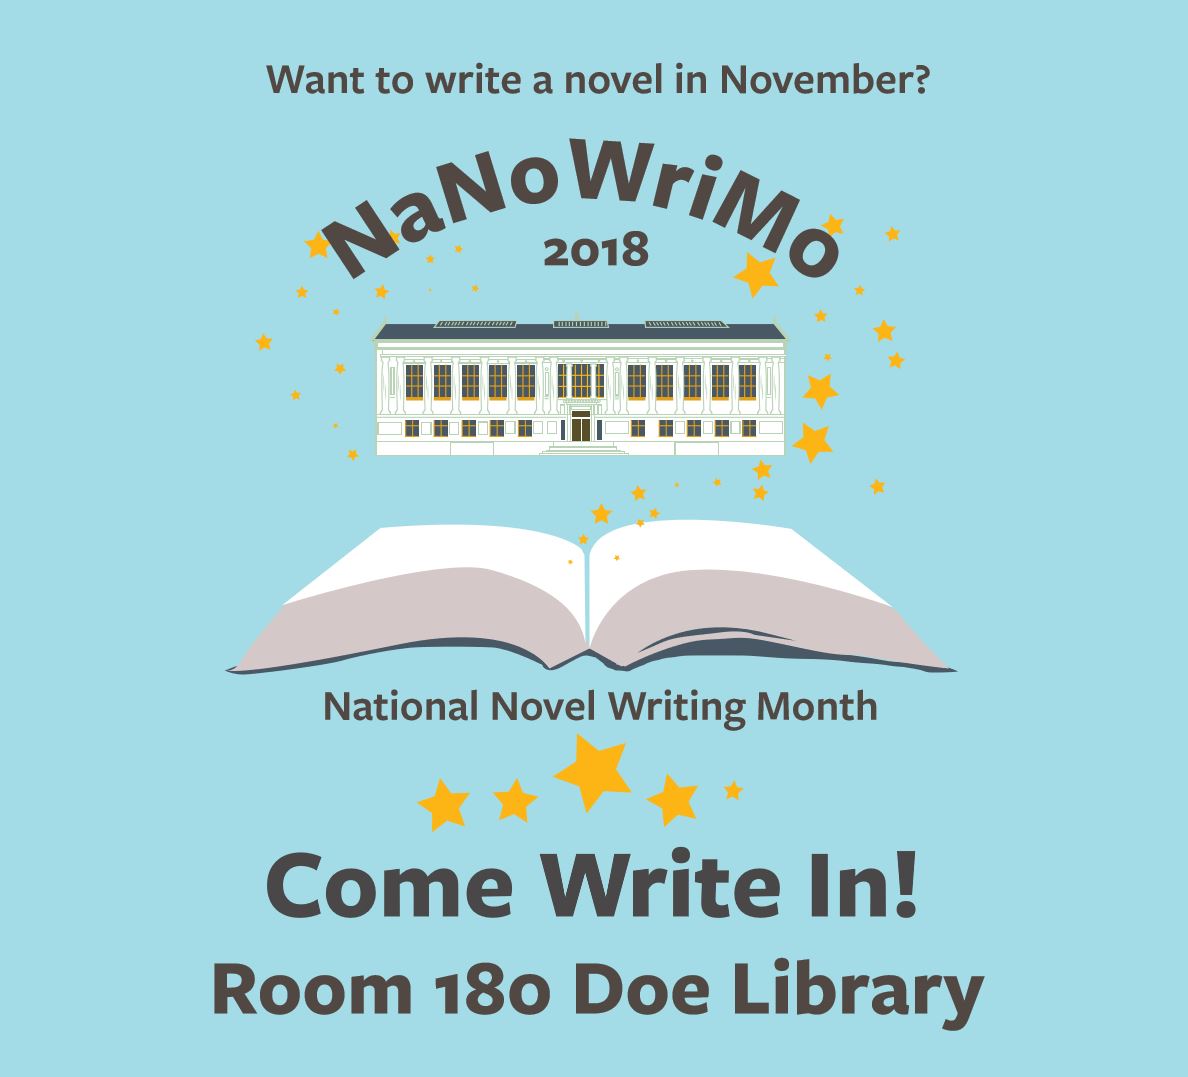 Want to write a novel in November?
NaNoWriMo
2018
National Novel Writing Month
Come Write In!
Room 180 Doe Library